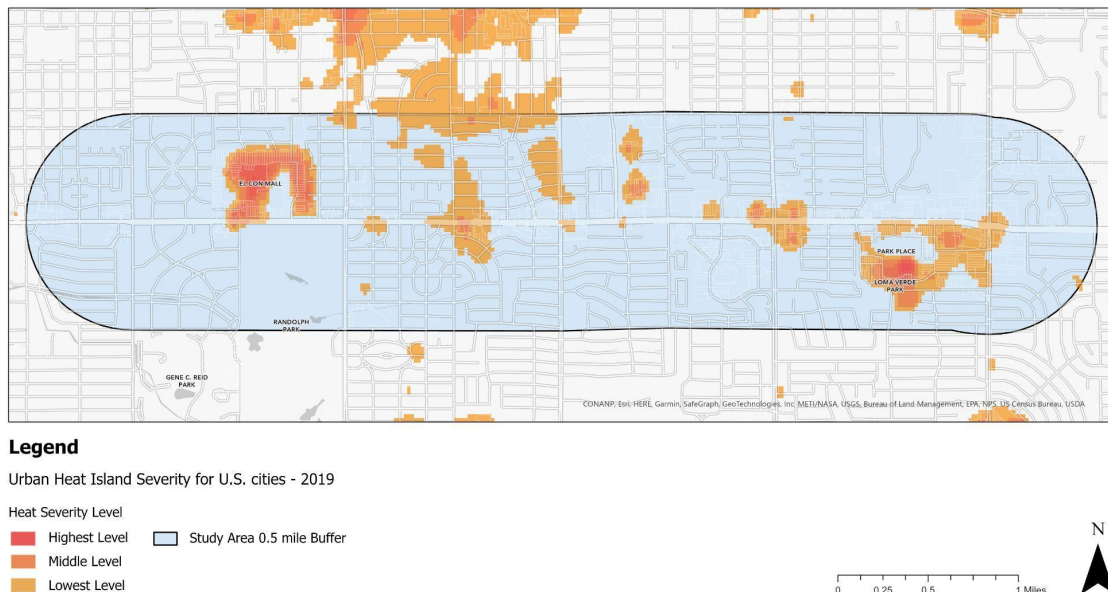 EL CON MALL
PARK PLACE
LOMA VERDE
PARK
RANDOLPH
PARK
GENE C. REID
PARK
CONANP, Esri, HERE, Garmin, SafeGraph, GeoTechnologies, Inc, METI/NASA, USGS, Bureau of Land Management, EPA, NPS, US Census Bureau, USDA
Legend
Urban Heat Island Severity for U.S. cities - 2019
Heat Severity Level
Highest Level
Study Area 0.5 mile Buffer
Middle Level
Lowest Level
N
0 0.25 0.5 1 Miles